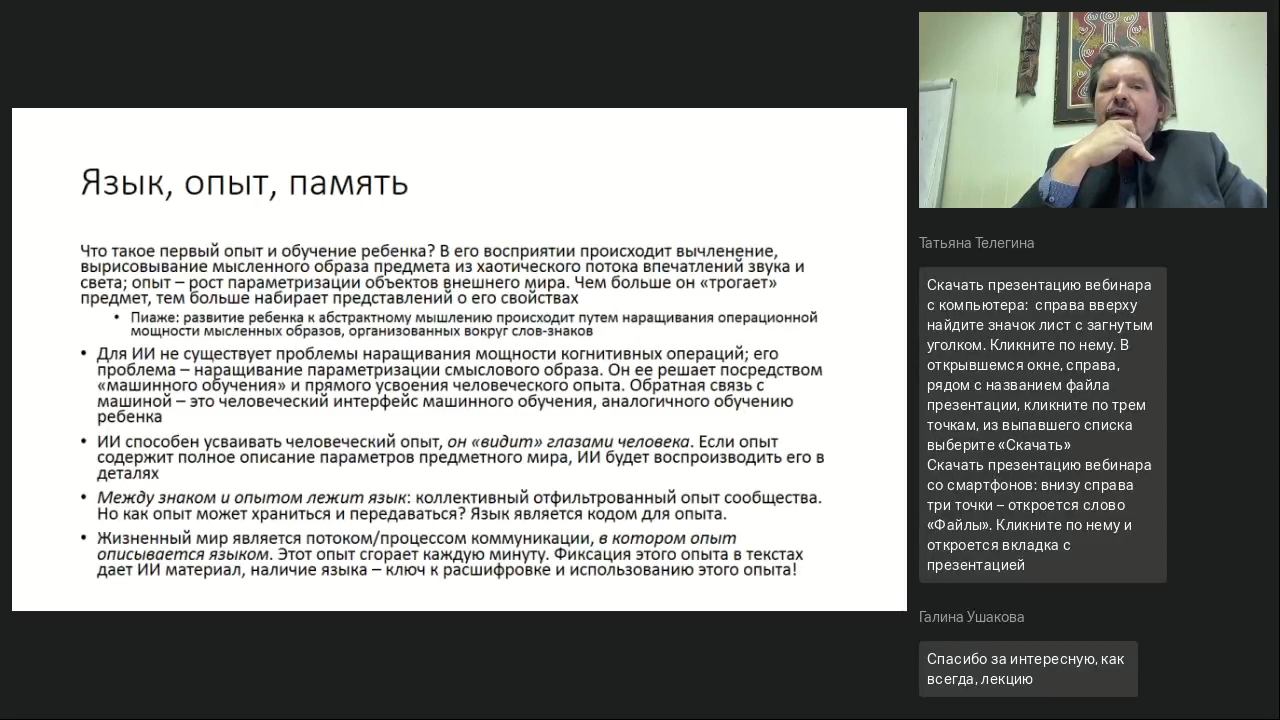 Язык, опыт, память
Что такое первый опыт и обучение ребенка? В его восприятии происходит вычленение,
вырисовывание мысленного образа предмета из хаотического потока впечатлений звука и
света; опыт – рост параметризации объектов внешнего мира. Чем больше он «трогает»
предмет, тем больше набирает представлений о его свойствах
• Пиаже: развитие ребенка к абстрактному мышлению происходит путем наращивания операционной
мощности мысленных образов, организованных вокруг слов-знаков
• Для ИИ не существует проблемы наращивания мощности когнитивных операций; его
проблема – наращивание параметризации смыслового образа. Он ее решает посредством
«машинного обучения» и прямого усвоения человеческого опыта. Обратная связь с
машиной – это человеческий интерфейс машинного обучения, аналогичного обучению
ребенка
• ИИ способен усваивать человеческий опыт, он «видит» глазами человека. Если опыт
содержит полное описание параметров предметного мира, ИИ будет воспроизводить его в
деталях
• Между знаком и опытом лежит язык: коллективный отфильтрованный опыт сообщества.
Но как опыт может храниться и передаваться? Язык является кодом для опыта.
• Жизненный мир является потоком/процессом коммуникации, в котором опыт
описывается языком. Этот опыт сгорает каждую минуту. Фиксация этого опыта в текстах
дает ИИ материал, наличие языка – ключ к расшифровке и использованию этого опыта!
Татьяна Телегина
Скачать презентацию вебинара
с компьютера:  справа вверху
найдите значок лист с загнутым
уголком. Кликните по нему. В
открывшемся окне, справа,
рядом с названием файла
презентации, кликните по трем
точкам, из выпавшего списка
выберите «Скачать»
Скачать презентацию вебинара
со смартфонов: внизу справа
три точки – откроется слово
«Файлы». Кликните по нему и
откроется вкладка с
презентацией
Галина Ушакова
Спасибо за интересную, как
всегда, лекцию